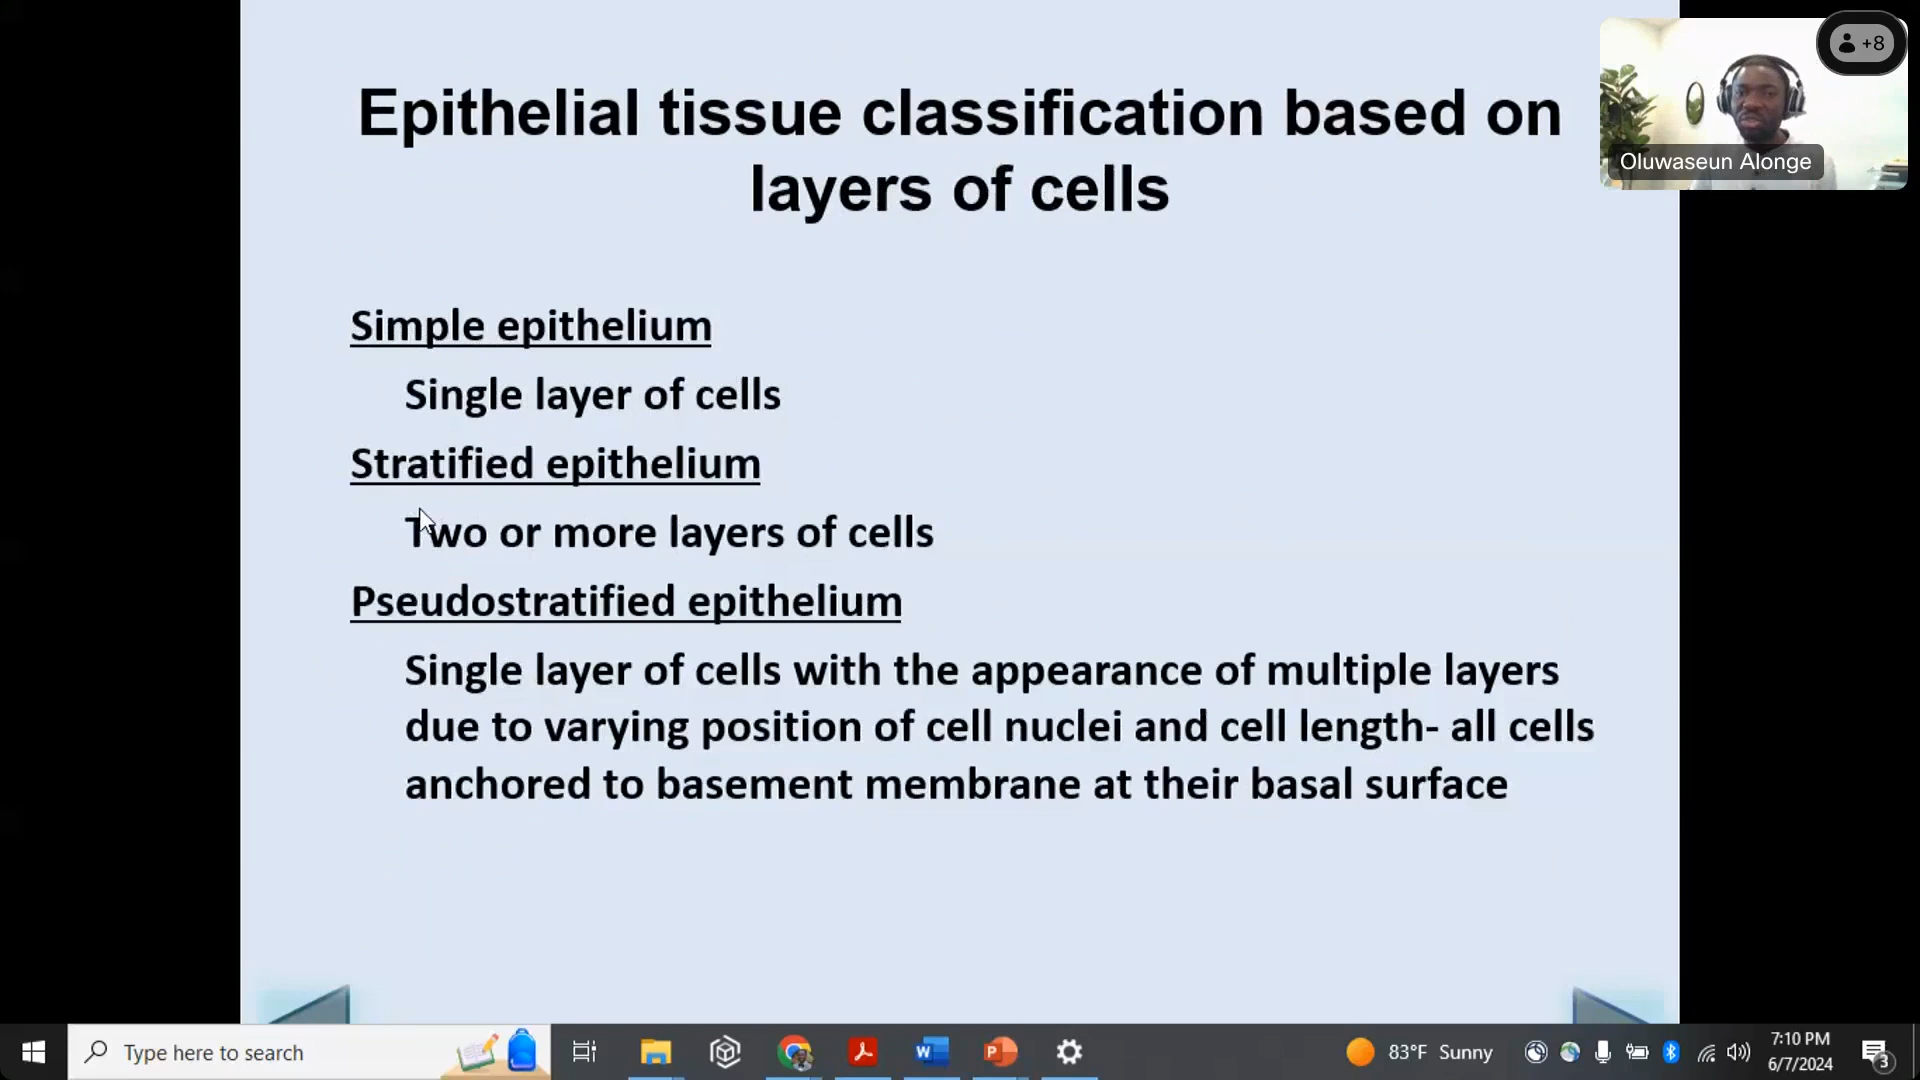 Epithelial tissue classification based on
layers of cells
+8
Oluwaseun Alonge
Simple epithelium
Single layer of cells
Stratified epithelium
Two or more layers of cells
Pseudostratified epithelium
Single layer of cells with the appearance of multiple layers
due to varying position of cell nuclei and cell length- all cells
anchored to basement membrane at their basal surface
Type here to search
W
P
83°F Sunny
7:10 PM
6/7/2024
3